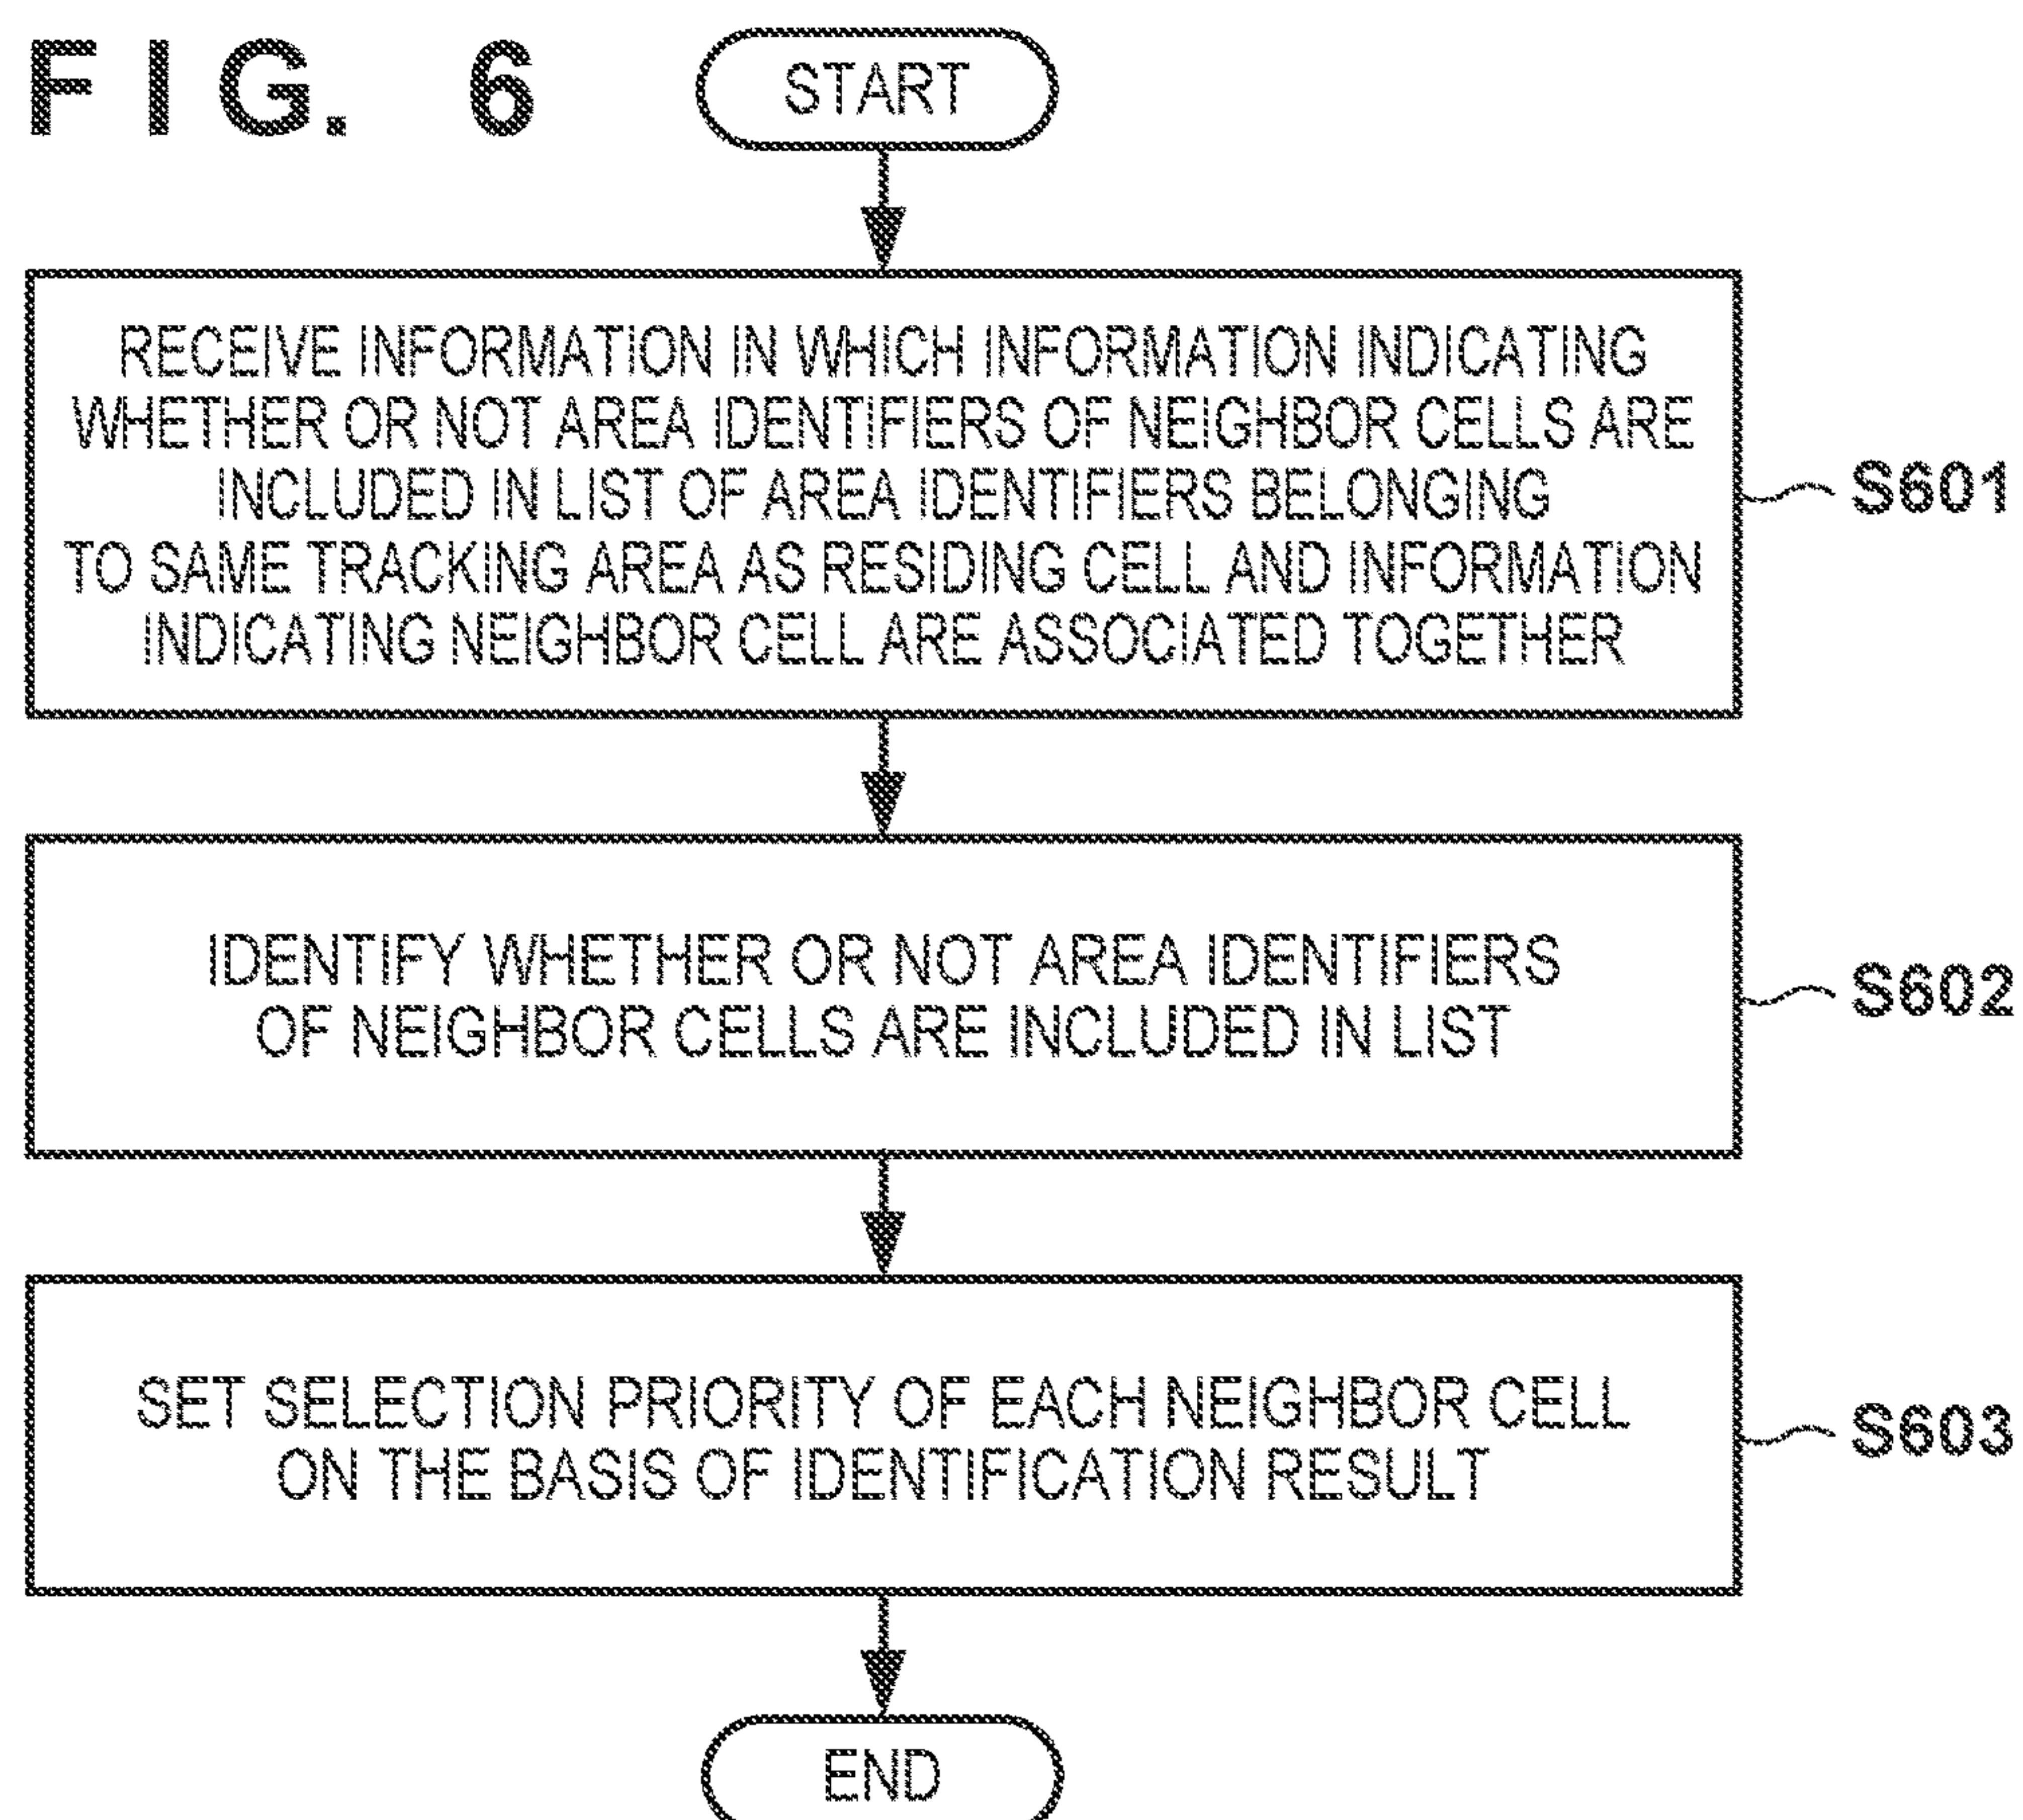 FIG. 6
START
RECEIVE INFORMATION IN WHICH INFORMATION INDICATING
WHETHER OR NOT AREA IDENTIFIERS OF NEIGHBOR CELLS ARE
INCLUDED IN LIST OF AREA IDENTIFIERS BELONGING
TO SAME TRACKING AREA AS RESIDING CELL AND INFORMATION
INDICATING NEIGHBOR CELL ARE ASSOCIATED TOGETHER
S601
IDENTIFY WHETHER OR NOT AREA IDENTIFIERS
OF NEIGHBOR CELLS ARE INCLUDED IN LIST
S602
SET SELECTION PRIORITY OF EACH NEIGHBOR CELL
ON THE BASIS OF IDENTIFICATION RESULT
S603
END